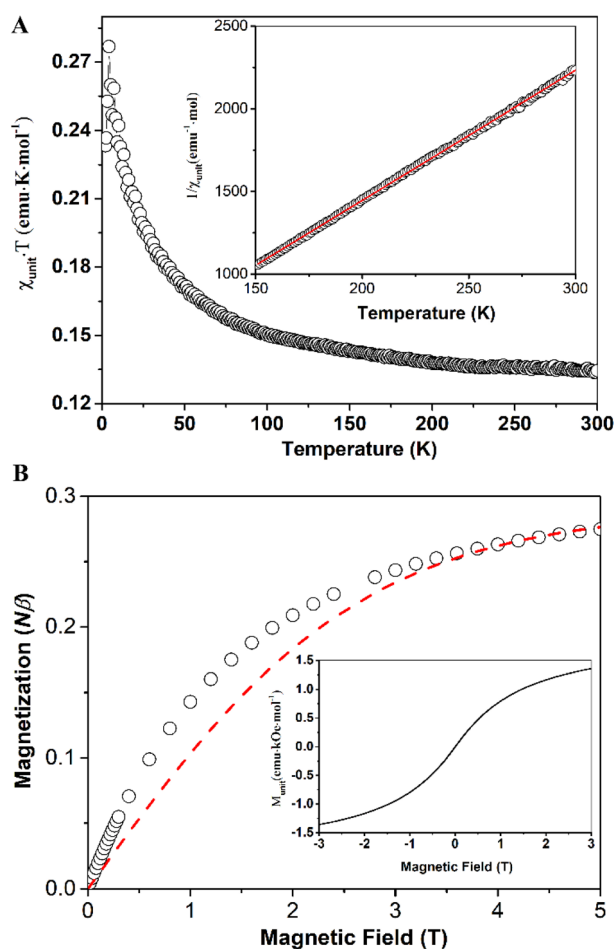 A
χunit·T (emu·K·mol⁻¹)
0.27
0.24
0.21
0.18
0.15
0.12
0 50 100 150 200 250 300
Temperature (K)
1/χunit(emu⁻¹·mol)
2500
2000
1500
1000
150 200 250 300
Temperature (K)
B
Magnetization (Nβ)
0.3
0.2
0.1
0.0
0 1 2 3 4 5
Magnetic Field (T)
Munit(emu·kOe·mol⁻¹)
1.5
1.0
0.5
0.0
-0.5
-1.0
-1.5
-3 -2 -1 0 1 2 3
Magnetic Field (T)